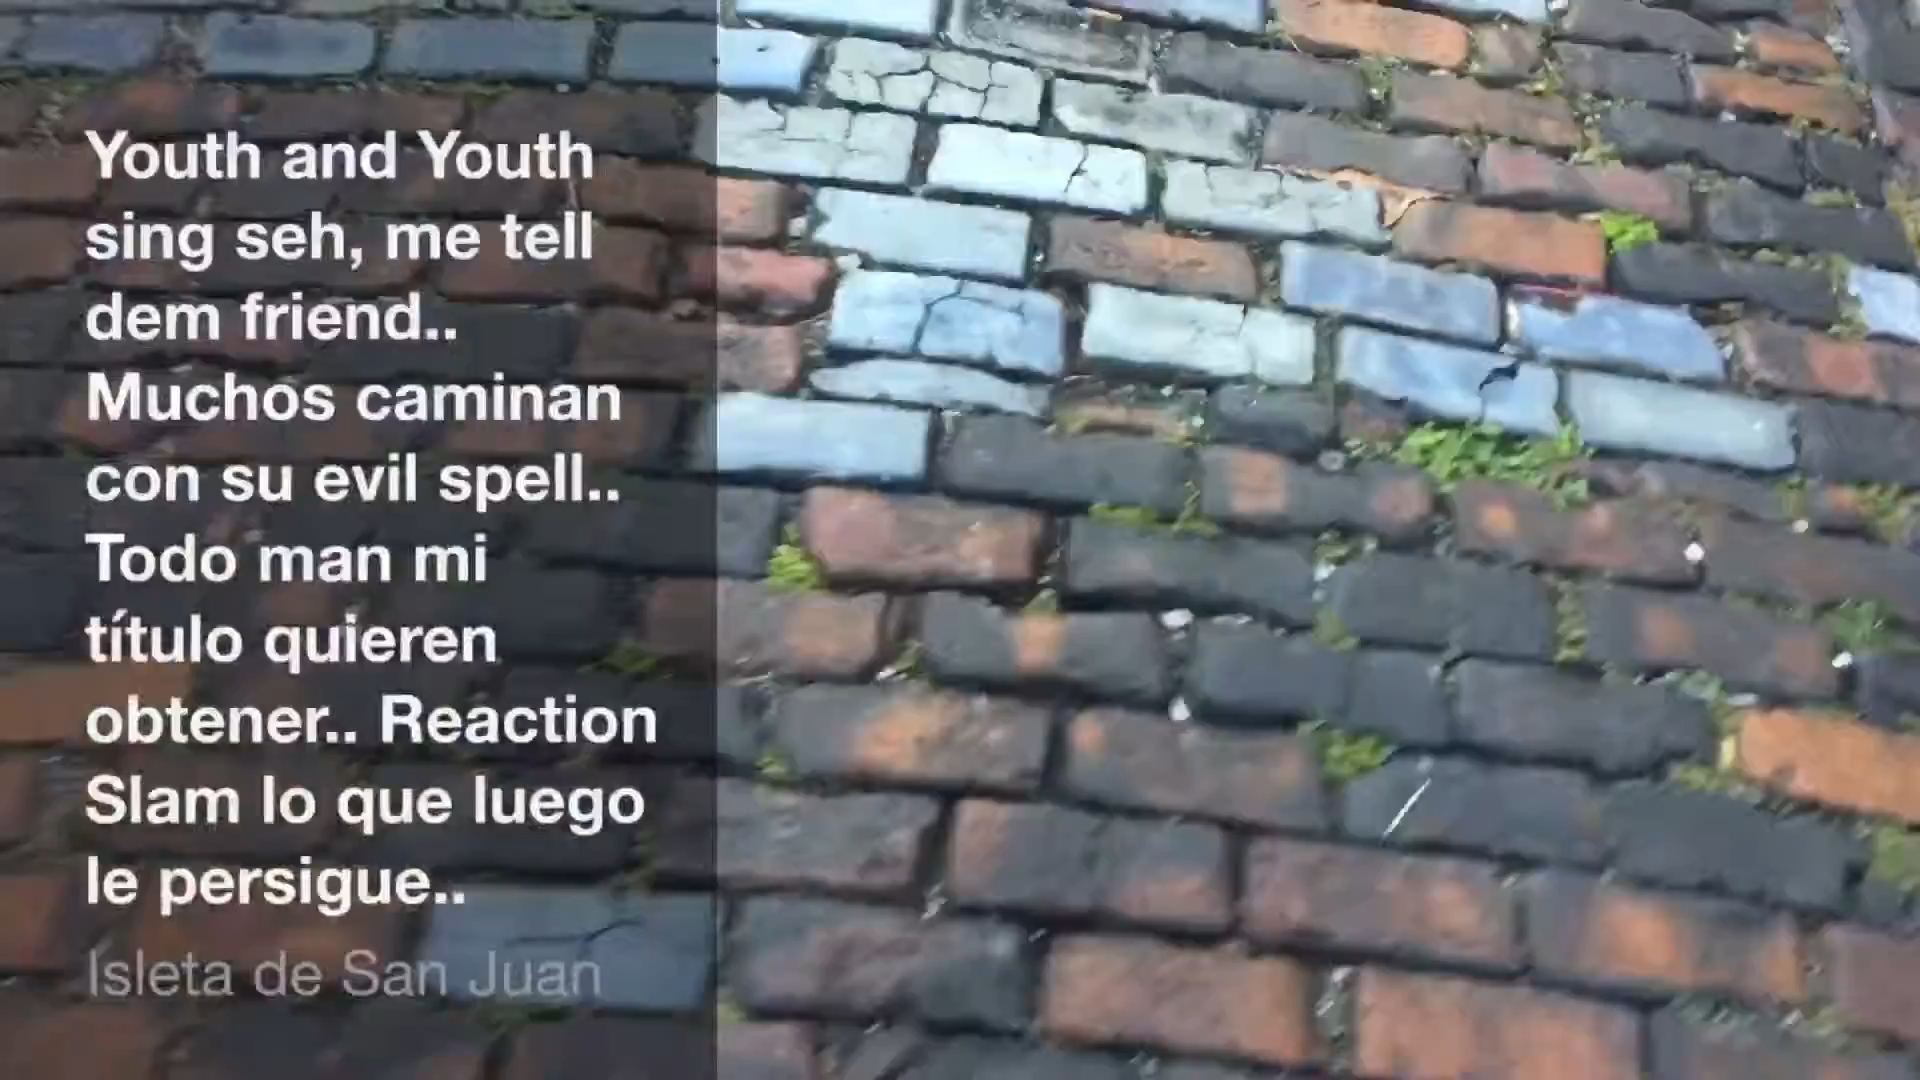 Youth and Youth
sing seh, me tell
dem friend..
Muchos caminan
con su evil spell..
Todo man mi
título quieren
obtener.. Reaction
Slam lo que luego
le persigue..
Isleta de San Juan